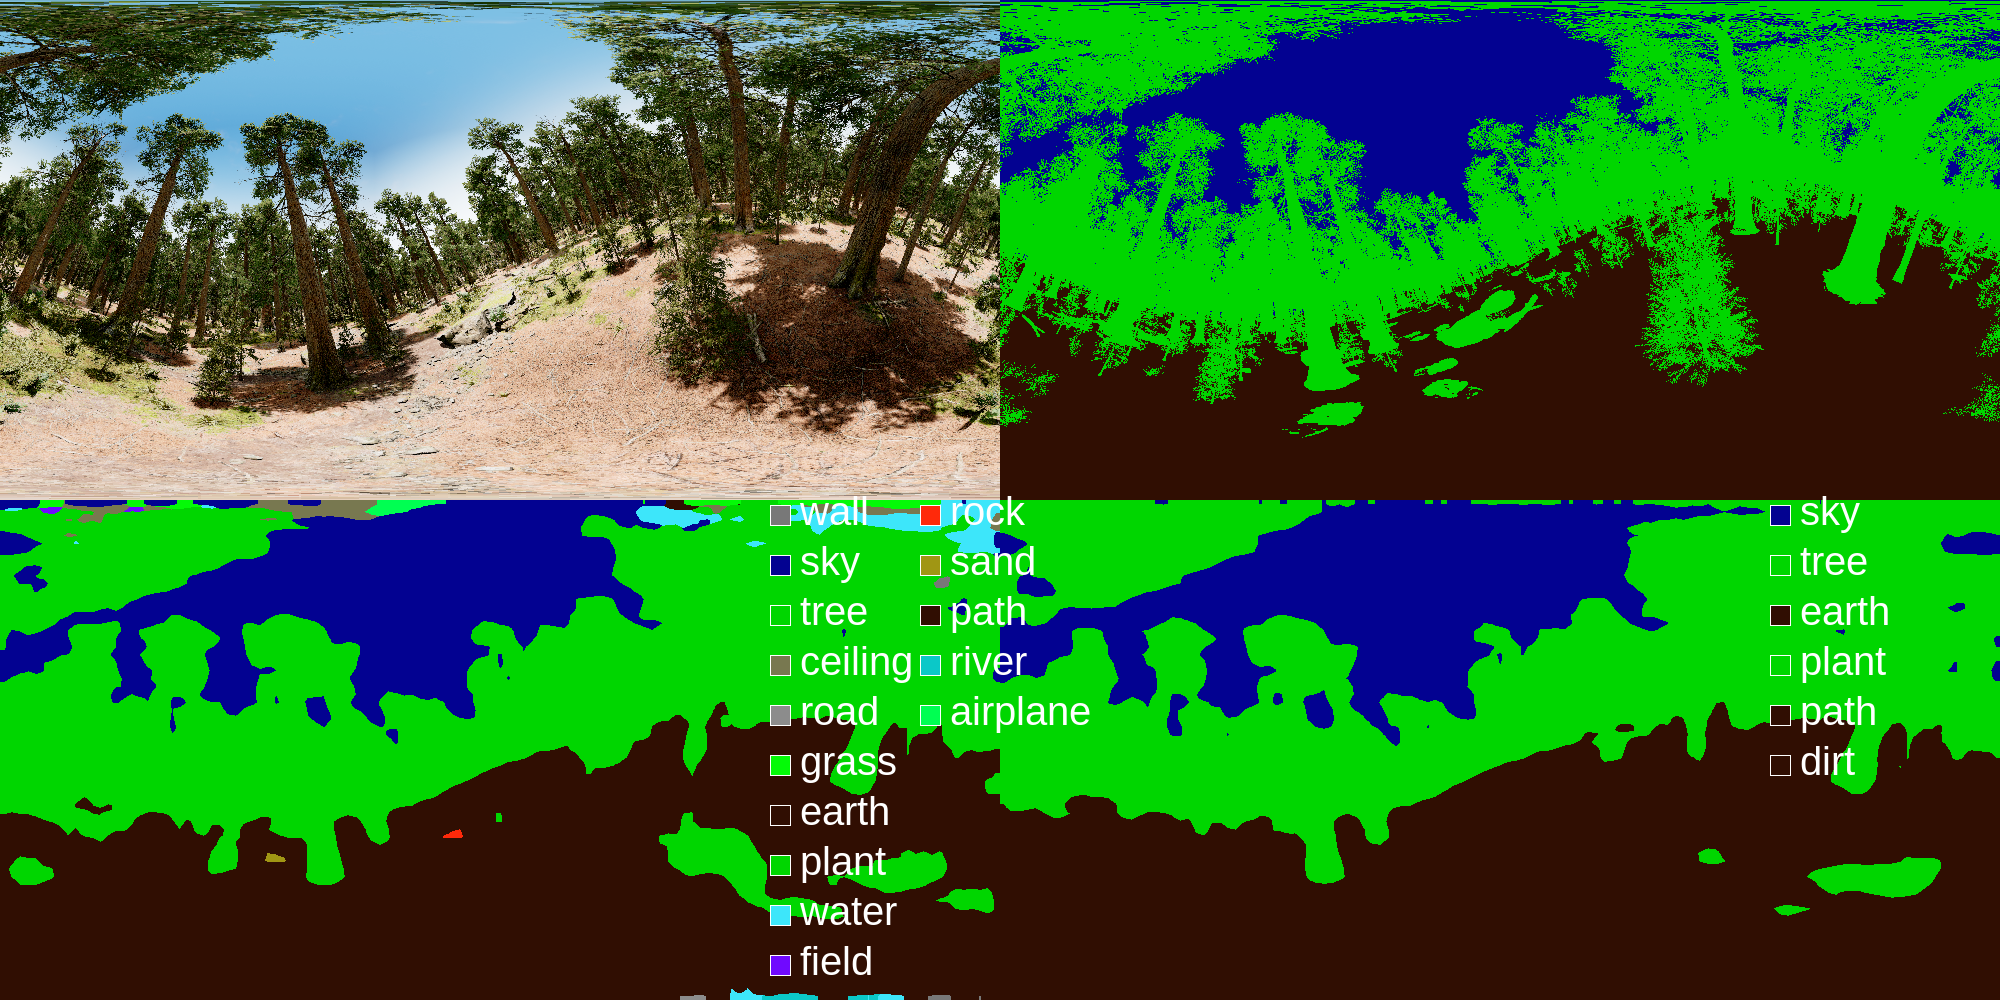 wall
sky
tree
ceiling
road
grass
earth
plant
water
field
rock
sand
path
river
airplane
sky
tree
earth
plant
path
dirt